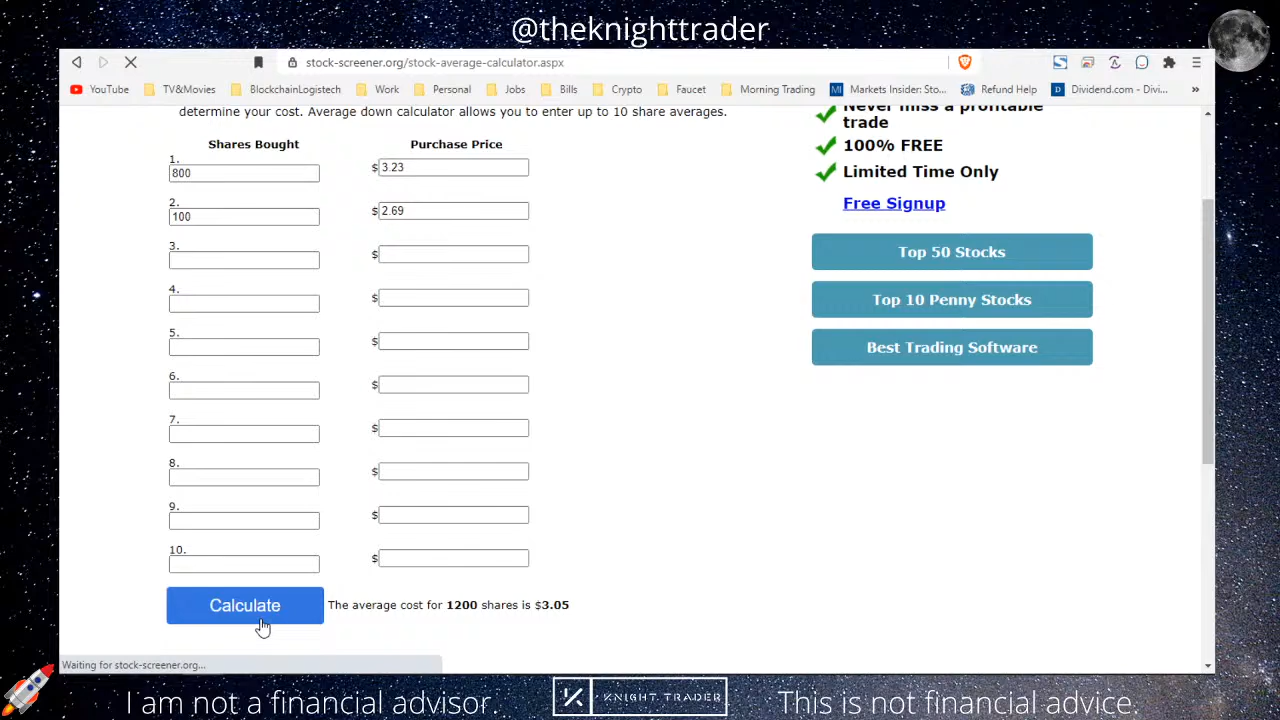 @theknighttrader
stock-screener.org/stock-average-calculator.aspx
YouTube TV&Movies BlockchainLogistech Work Personal Jobs Bills Crypto Faucet Morning Trading MI Markets Insider: Sto... Refund Help D Dividend.com - Divi... »
determine your cost. Average down calculator allows you to enter up to 10 share averages.
Never miss a profitable
trade
100% FREE
Limited Time Only
Free Signup
Top 50 Stocks
Top 10 Penny Stocks
Best Trading Software
Shares Bought Purchase Price
1.
800 $ 3.23
2.
100 $ 2.69
3.
$
4.
$
5.
$
6.
$
7.
$
8.
$
9.
$
10.
$
Calculate The average cost for 1200 shares is $3.05
Waiting for stock-screener.org...
I am not a financial advisor. KNIGHT.TRADER This is not financial advice.